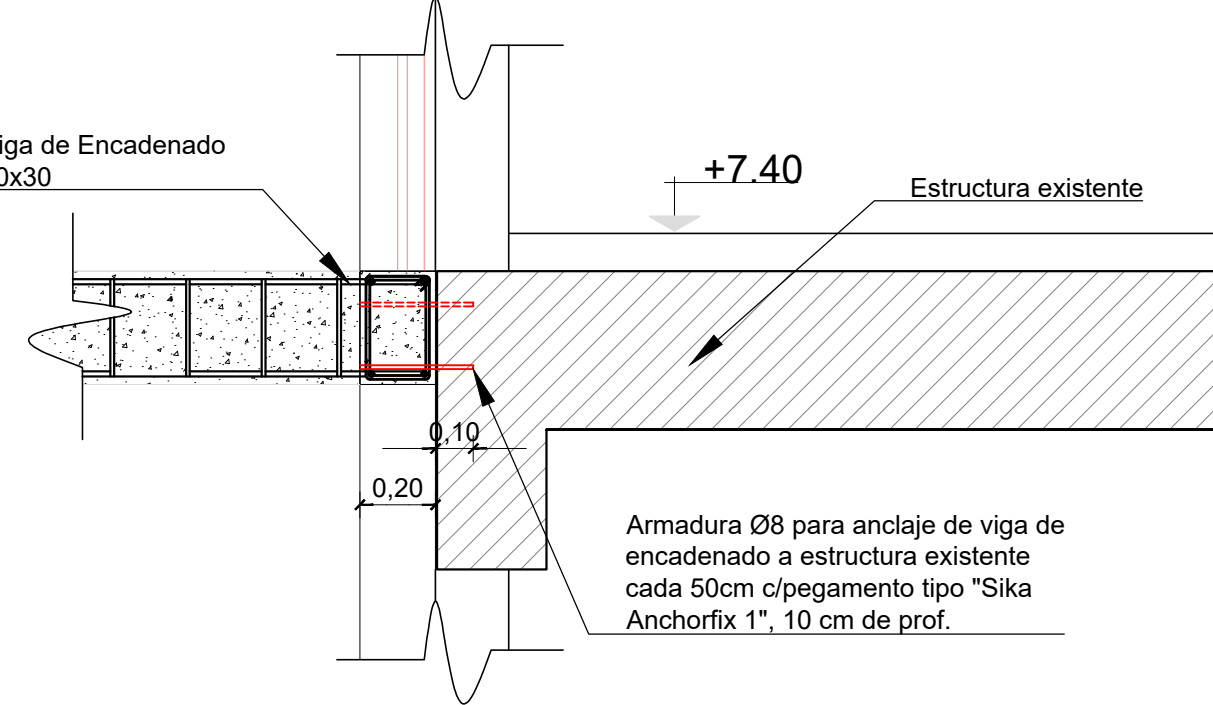 iga de Encadenado
0x30
+7.40
Estructura existente
0,10
0,20
Armadura Ø8 para anclaje de viga de
encadenado a estructura existente
cada 50cm c/pegamento tipo "Sika
Anchorfix 1", 10 cm de prof.